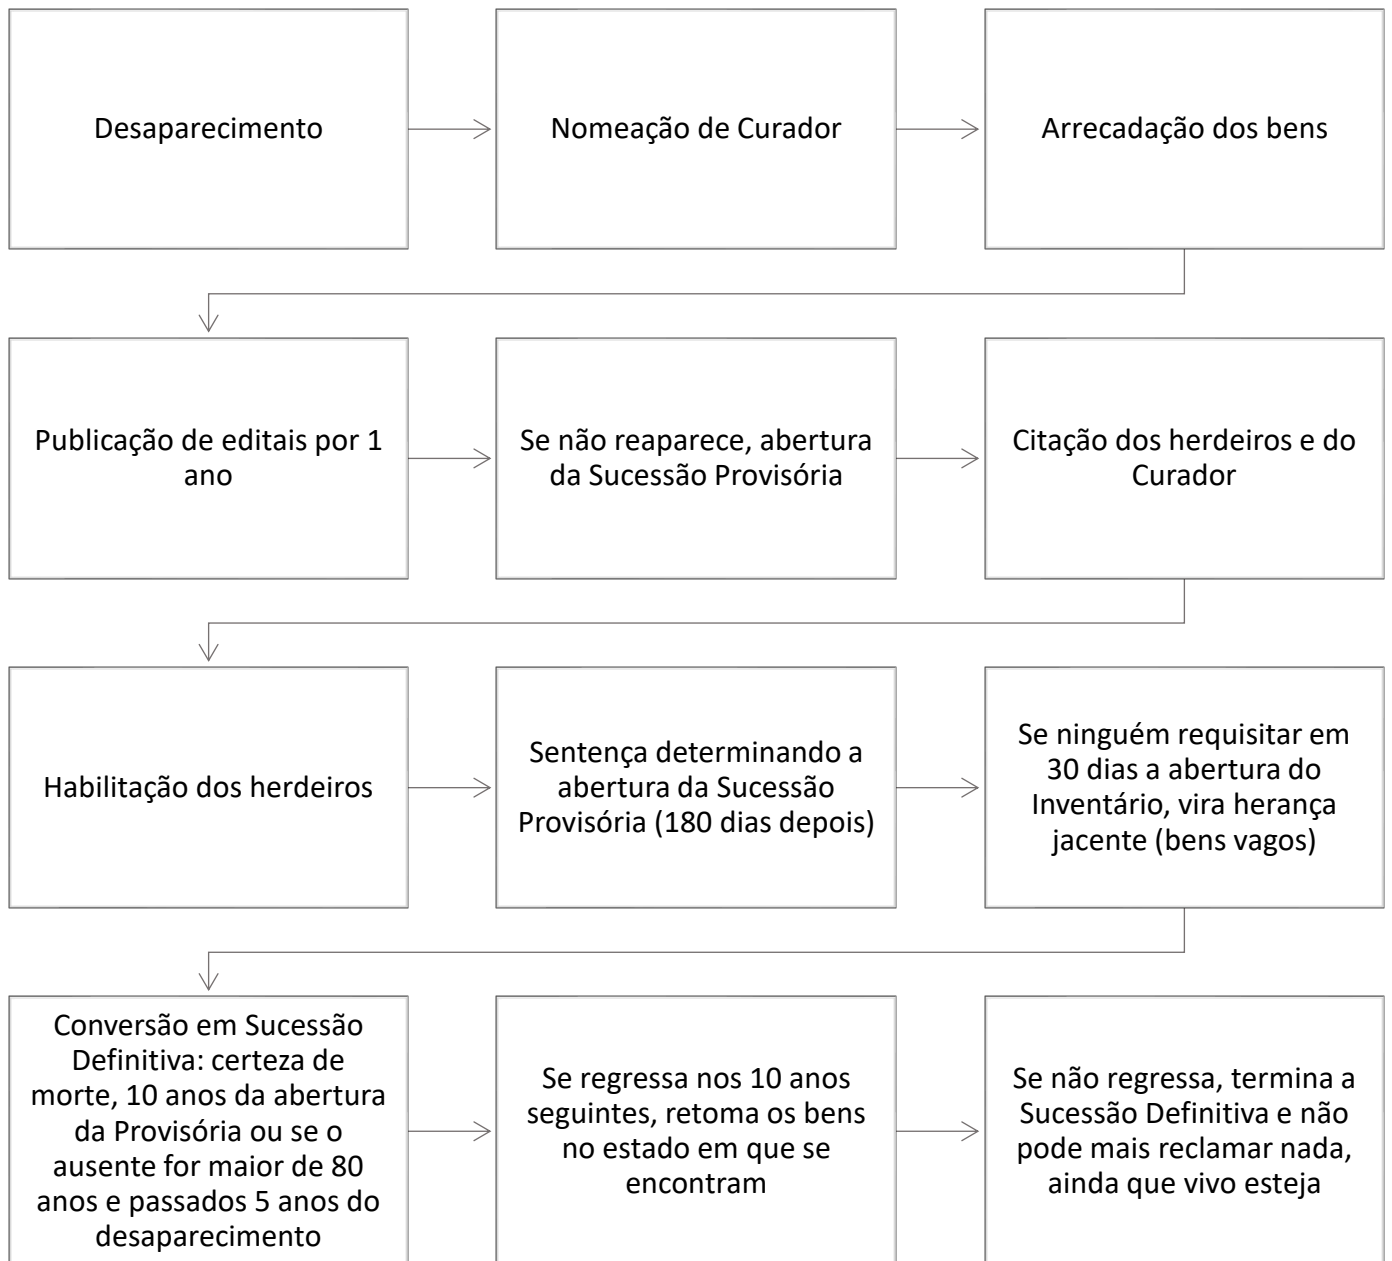 Desaparecimento
Nomeação de Curador
Arrecadação dos bens
Publicação de editais por 1
ano
Se não reaparece, abertura
da Sucessão Provisória
Citação dos herdeiros e do
Curador
Habilitação dos herdeiros
Sentença determinando a
abertura da Sucessão
Provisória (180 dias depois)
Se ninguém requisitar em
30 dias a abertura do
Inventário, vira herança
jacente (bens vagos)
Conversão em Sucessão
Definitiva: certeza de
morte, 10 anos da abertura
da Provisória ou se o
ausente for maior de 80
anos e passados 5 anos do
desaparecimento
Se regressa nos 10 anos
seguintes, retoma os bens
no estado em que se
encontram
Se não regressa, termina a
Sucessão Definitiva e não
pode mais reclamar nada,
ainda que vivo esteja